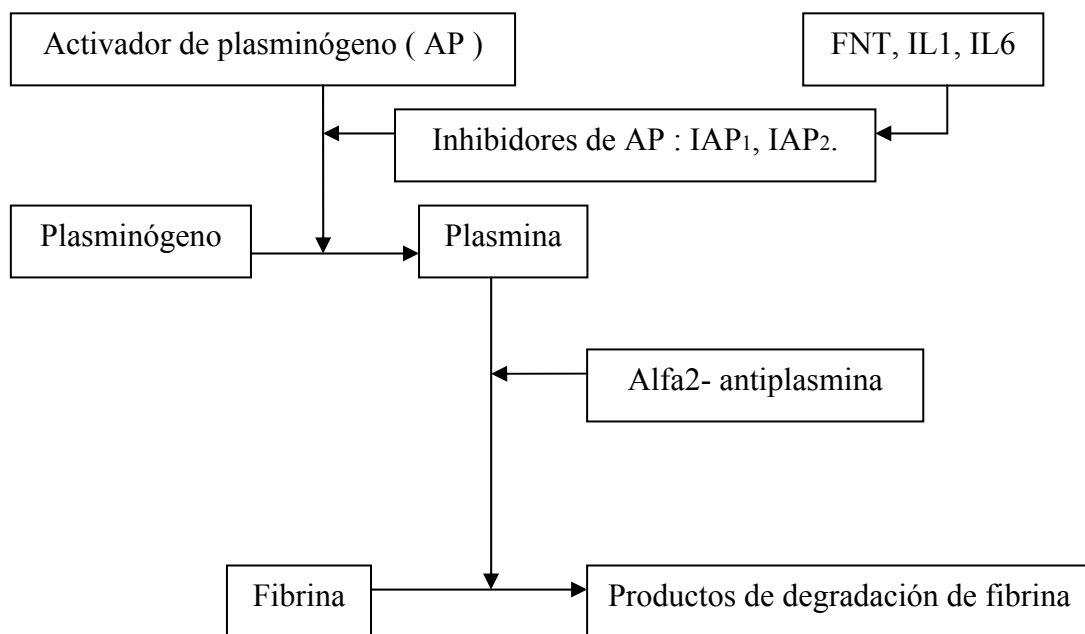 Activador de plasminógeno ( AP )
FNT, IL1, IL6
Inhibidores de AP : IAP1, IAP2.
Plasminógeno
Plasmina
Alfa2- antiplasmina
Fibrina
Productos de degradación de fibrina